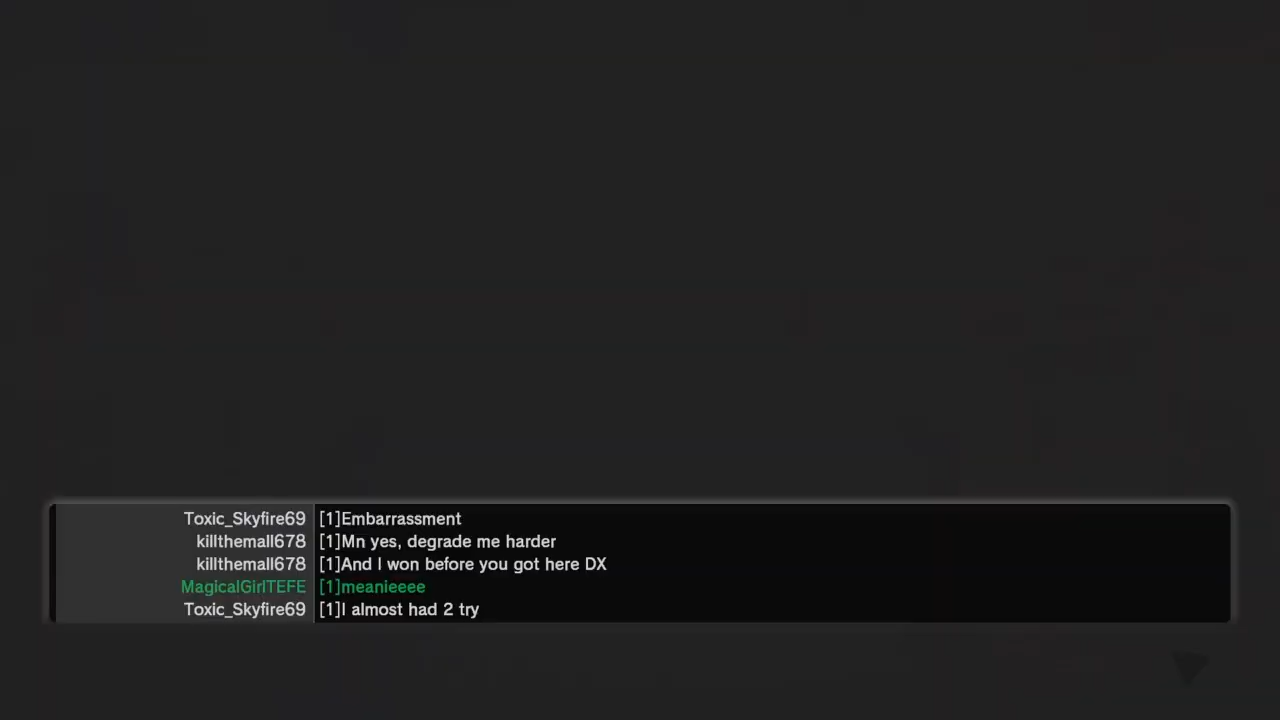 Toxic_Skyfire69 [1]Embarrassment
killthemall678 [1]Mn yes, degrade me harder
killthemall678 [1]And I won before you got here DX
MagicalGirlTEFE [1]meanieeee
Toxic_Skyfire69 [1]I almost had 2 try